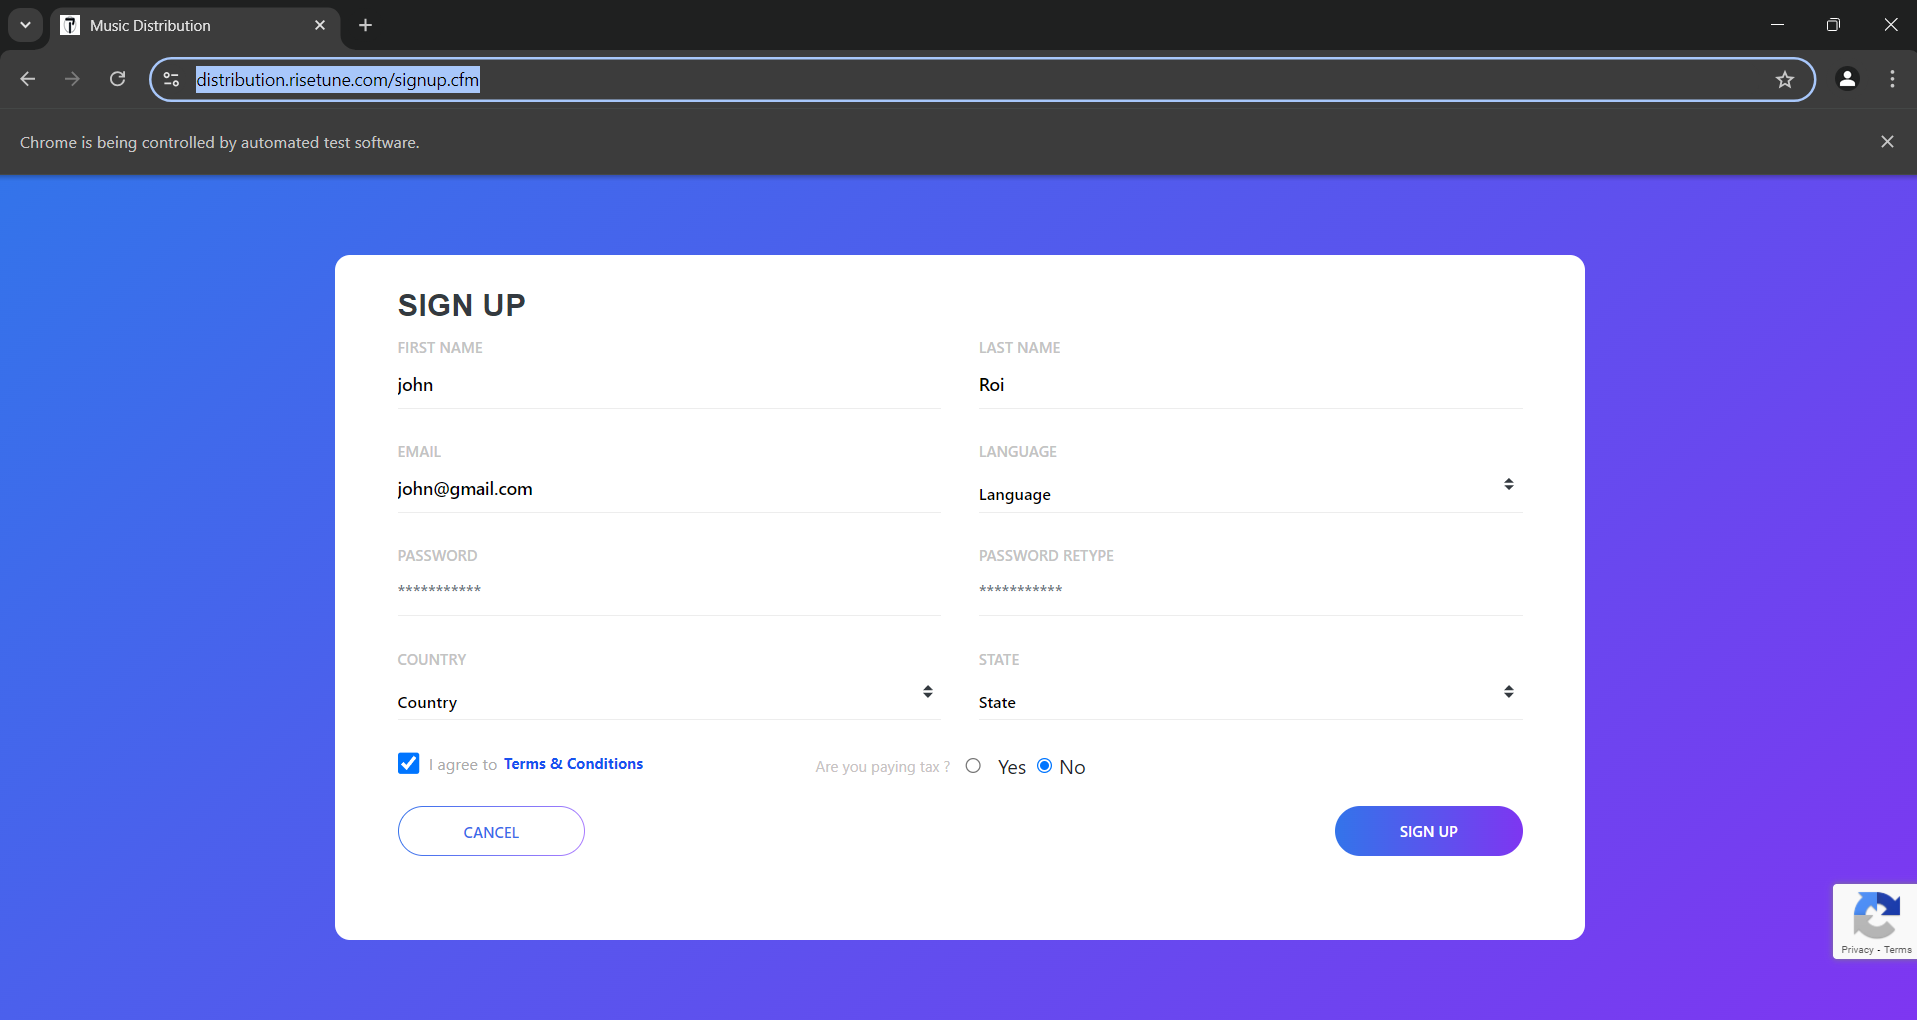 Music Distribution
distribution.risetune.com/signup.cfm
Chrome is being controlled by automated test software.
SIGN UP
FIRST NAME
LAST NAME
john
Roi
EMAIL
LANGUAGE
john@gmail.com
Language
PASSWORD
PASSWORD RETYPE
***********
***********
COUNTRY
STATE
Country
State
I agree to Terms & Conditions
Are you paying tax ? Yes No
CANCEL
SIGN UP
Privacy - Terms